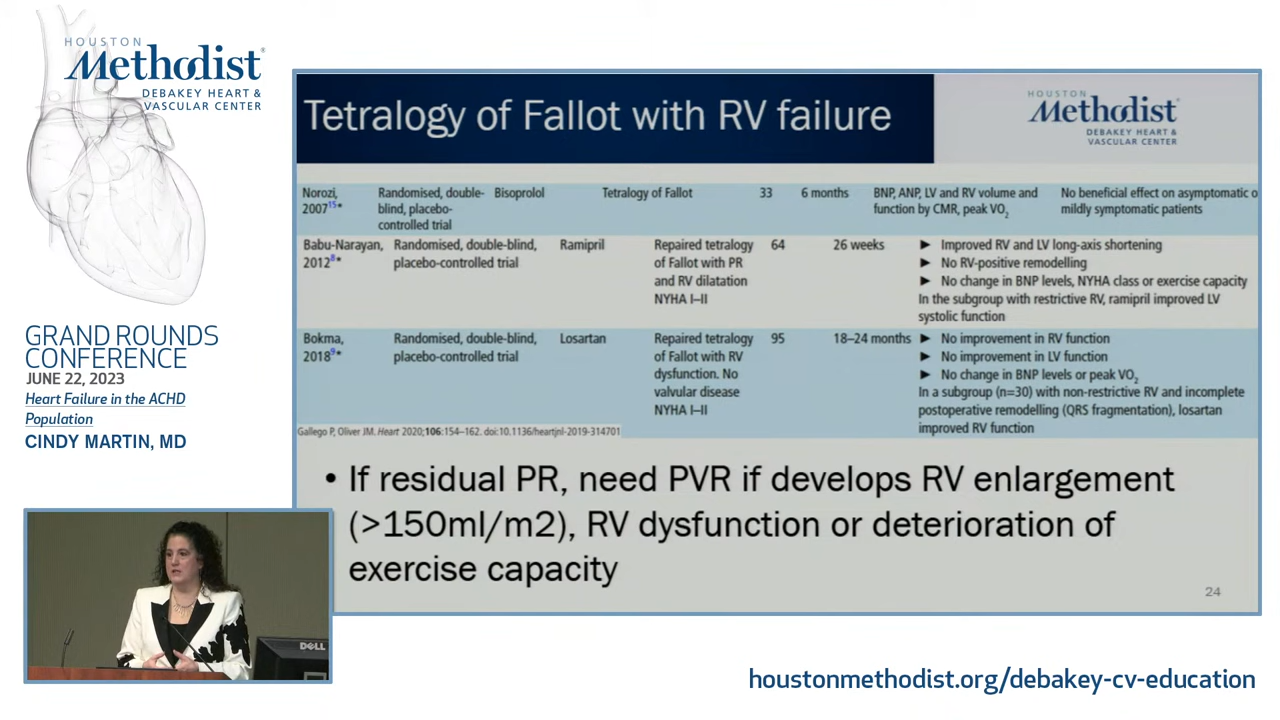 HOUSTON
Methodist
DEBAKEY HEART &
VASCULAR CENTER
GRAND ROUNDS
CONFERENCE
JUNE 22, 2023
Heart Failure in the ACHD
Population
CINDY MARTIN, MD
Tetralogy of Fallot with RV failure
HOUSTON
Methodist
DEBAKEY HEART &
VASCULAR CENTER
Norozi, 2007¹⁵* Randomised, double-blind, placebo-controlled trial Bisoprolol Tetralogy of Fallot 33 6 months BNP, ANP, LV and RV volume and function by CMR, peak VO₂ No beneficial effect on asymptomatic o mildly symptomatic patients
Babu-Narayan, 2012⁸* Randomised, double-blind, placebo-controlled trial Ramipril Repaired tetralogy of Fallot with PR and RV dilatation NYHA I–II 64 26 weeks ► Improved RV and LV long-axis shortening
► No RV-positive remodelling
► No change in BNP levels, NYHA class or exercise capacity
In the subgroup with restrictive RV, ramipril improved LV
systolic function
Bokma, 2018⁹* Randomised, double-blind, placebo-controlled trial Losartan Repaired tetralogy of Fallot with RV dysfunction. No valvular disease NYHA I–II 95 18–24 months ► No improvement in RV function
► No improvement in LV function
► No change in BNP levels or peak VO₂
In a subgroup (n=30) with non-restrictive RV and incomplete
postoperative remodelling (QRS fragmentation), losartan
improved RV function
Gallego P, Oliver JM. Heart 2020;106:154–162. doi:10.1136/heartjnl-2019-314701
• If residual PR, need PVR if develops RV enlargement
(>150ml/m2), RV dysfunction or deterioration of
exercise capacity
24
DELL
houstonmethodist.org/debakey-cv-education